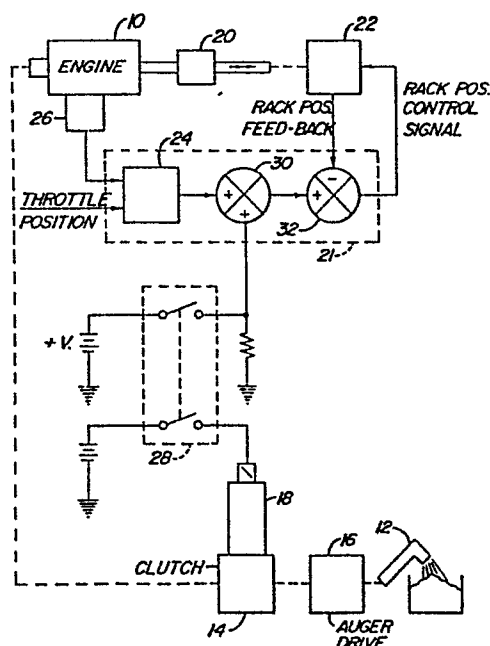 10
20
22
ENGINE
26
RACK POS.
FEED-BACK
RACK POS.
CONTROL
SIGNAL
24
30
THROTTLE
POSITION
+
+
+
-
32
21
+V.
28
18
12
16
CLUTCH
14
AUGER
DRIVE